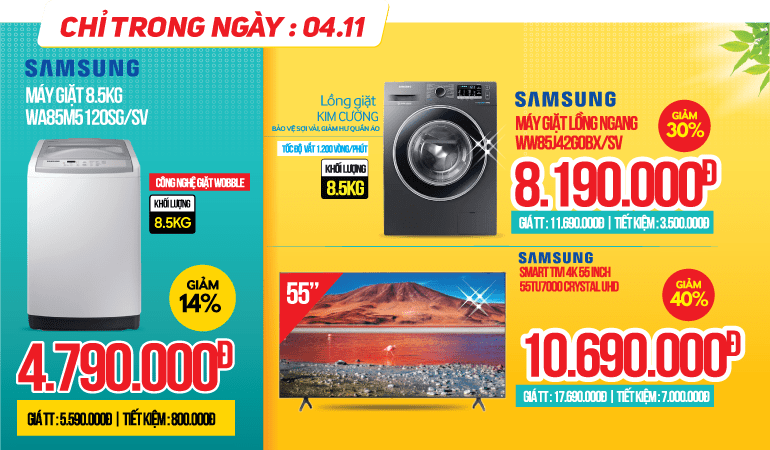 CHỈ TRONG NGÀY : 04.11
SAMSUNG
MÁY GIẶT 8.5KG
WA85M5120SG/SV
CÔNG NGHỆ GIẶT WOBBLE
KHỐI LƯỢNG
8.5KG
GIẢM
14%
4.790.000Đ
GIÁ TT : 5.590.000Đ | TIẾT KIỆM : 800.000Đ
Lồng giặt
KIM CƯƠNG
BẢO VỆ SỢI VẢI, GIẢM HƯ QUẦN ÁO
TỐC ĐỘ VẮT 1.200 VÒNG/PHÚT
KHỐI LƯỢNG
8.5KG
SAMSUNG
MÁY GIẶT LỒNG NGANG
WW85J42G0BX/SV
GIẢM
30%
8.190.000Đ
GIÁ TT : 11.690.000Đ | TIẾT KIỆM : 3.500.000Đ
55"
SAMSUNG
SMART TIVI 4K 55 INCH
55TU7000 CRYSTAL UHD
GIẢM
40%
10.690.000Đ
GIÁ TT : 17.690.000Đ | TIẾT KIỆM : 7.000.000Đ